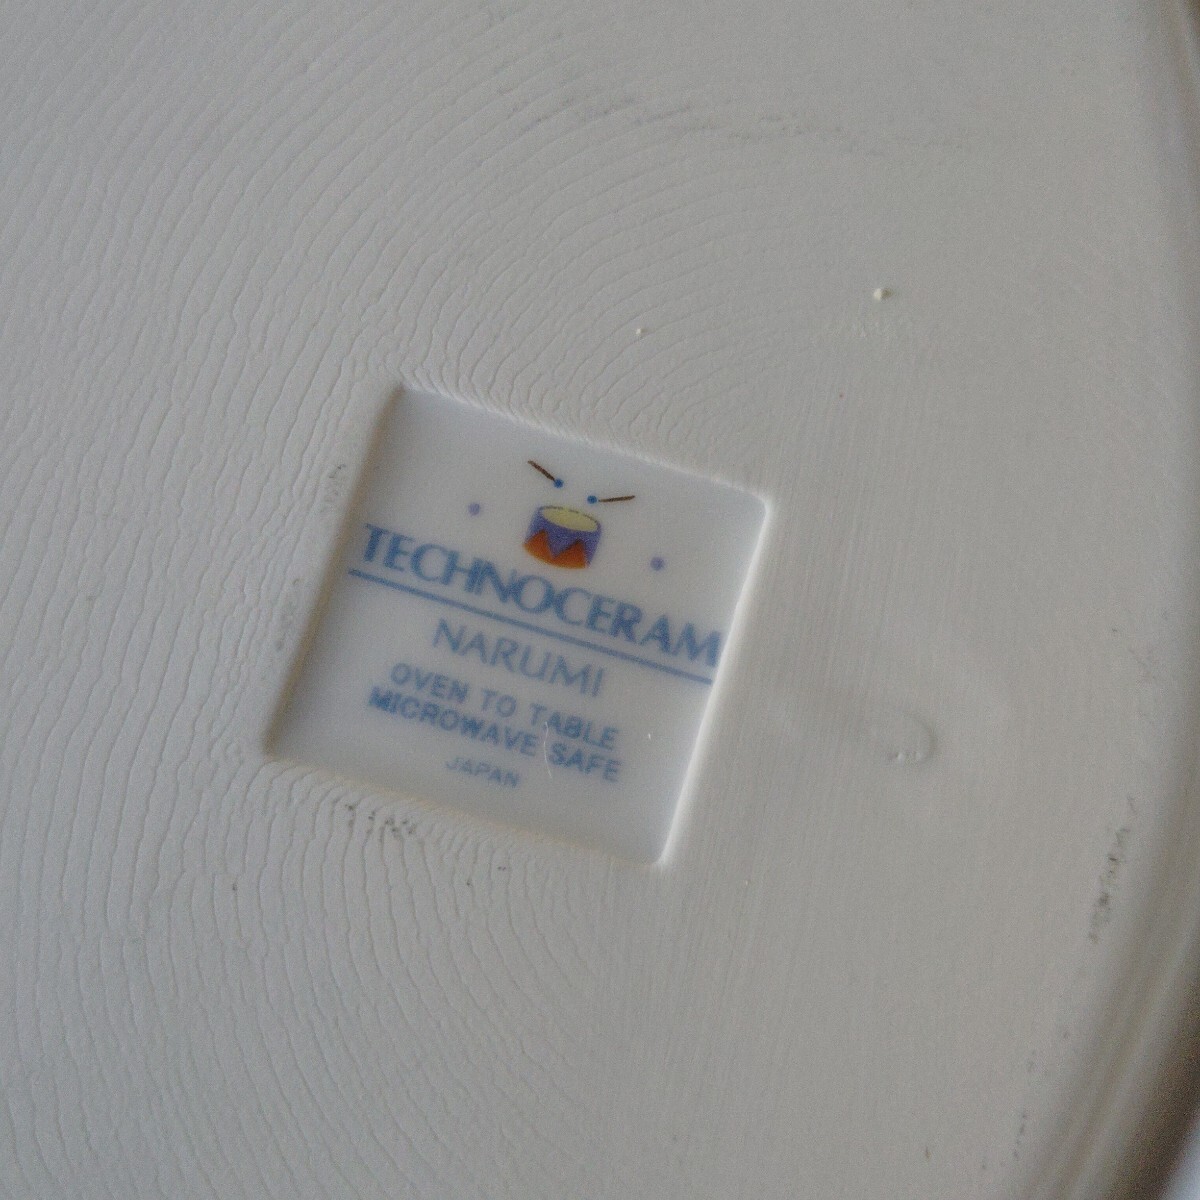 TECHNOCERAM
NARUMI
OVEN TO TABLE
MICROWAVE SAFE
JAPAN